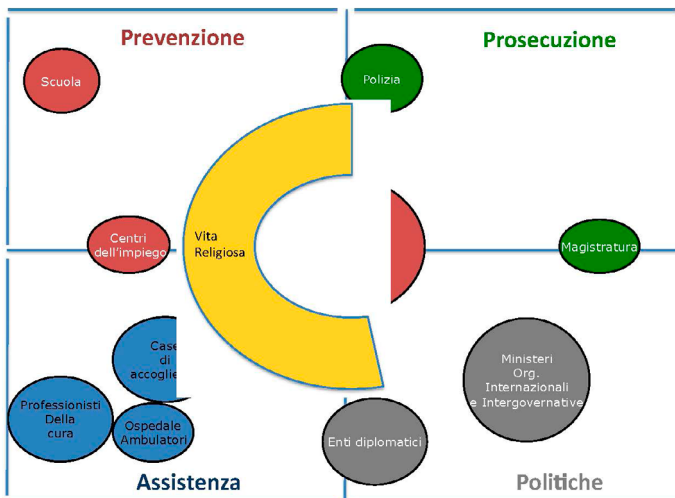 Prevenzione
Prosecuzione
Scuola
Polizia
Vita
Religiosa
Centri
dell'impiego
Magistratura
Case
di
Ministeri
Org.
Internazionali
e Intergovernative
Professionisti
Della
cura
Ospedale
Ambulatori
Enti diplomatici
Assistenza
Politiche